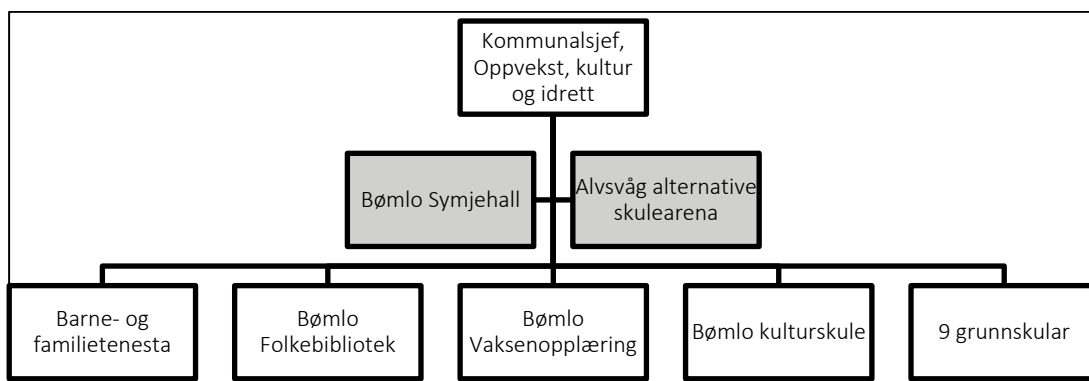 Kommunalsjef,
Oppvekst, kultur
og idrett
Bømlo Symjehall
Alvsvåg alternative
skulearena
Barne- og
familietenesta
Bømlo
Folkebibliotek
Bømlo
Vaksenopplæring
Bømlo kulturskule
9 grunnskular